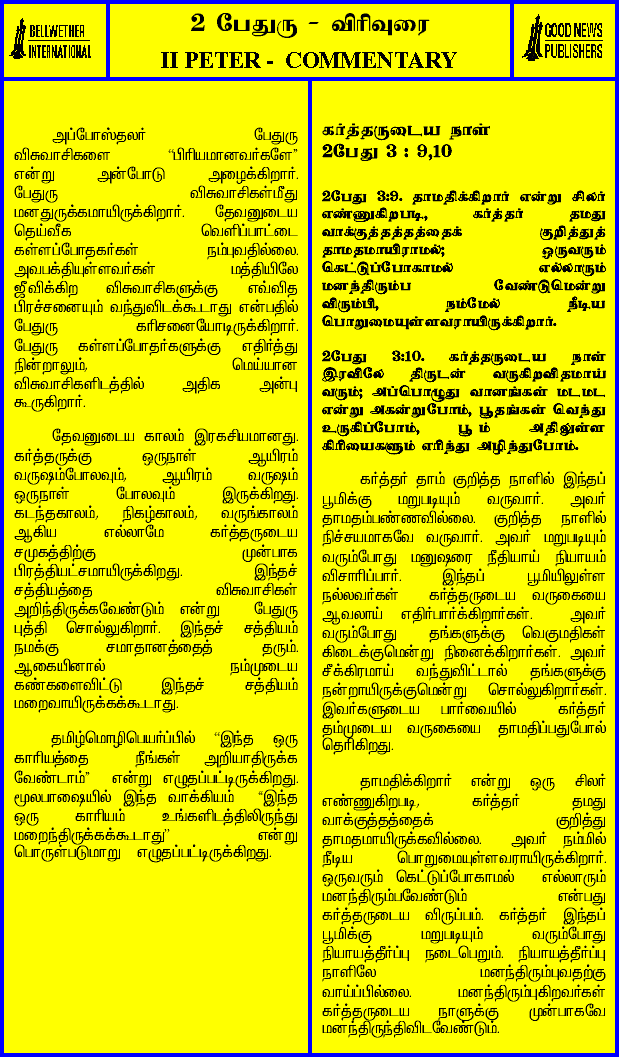 BELLWETHER
INTERNATIONAL
2 பேதுரு - விரிவுரை
II PETER - COMMENTARY
GOOD NEWS
PUBLISHERS
அப்போஸ்தலர் பேதுரு
விசுவாசிகளை “பிரியமானவர்களே”
என்று அன்போடு அழைக்கிறார்.
பேதுரு விசுவாசிகள்மீது
மனதுருக்கமாயிருக்கிறார். தேவனுடைய
தெய்வீக வெளிப்பாட்டை
கள்ளப்போதகர்கள் நம்புவதில்லை.
அவபக்தியுள்ளவர்கள் மத்தியிலே
ஜீவிக்கிற விசுவாசிகளுக்கு எவ்வித
பிரச்சனையும் வந்துவிடக்கூடாது என்பதில்
பேதுரு கரிசனையோடிருக்கிறார்.
பேதுரு கள்ளப்போதர்களுக்கு எதிர்த்து
நின்றாலும், மெய்யான
விசுவாசிகளிடத்தில் அதிக அன்பு
கூருகிறார்.
தேவனுடைய காலம் இரகசியமானது.
கர்த்தருக்கு ஒருநாள் ஆயிரம்
வருஷம்போலவும், ஆயிரம் வருஷம்
ஒருநாள் போலவும் இருக்கிறது.
கடந்தகாலம், நிகழ்காலம், வருங்காலம்
ஆகிய எல்லாமே கர்த்தருடைய
சமுகத்திற்கு முன்பாக
பிரத்தியட்சமாயிருக்கிறது. இந்தச்
சத்தியத்தை விசுவாசிகள்
அறிந்திருக்கவேண்டும் என்று பேதுரு
புத்தி சொல்லுகிறார். இந்தச் சத்தியம்
நமக்கு சமாதானத்தைத் தரும்.
ஆகையினால் நம்முடைய
கண்களைவிட்டு இந்தச் சத்தியம்
மறைவாயிருக்கக்கூடாது.
தமிழ்மொழிபெயர்ப்பில் “இந்த ஒரு
காரியத்தை நீங்கள் அறியாதிருக்க
வேண்டாம்” என்று எழுதப்பட்டிருக்கிறது.
மூலபாஷையில் இந்த வாக்கியம் “இந்த
ஒரு காரியம் உங்களிடத்திலிருந்து
மறைந்திருக்கக்கூடாது” என்று
பொருள்படுமாறு எழுதப்பட்டிருக்கிறது.
கர்த்தருடைய நாள்
2பேது 3 : 9,10
2பேது 3:9. தாமதிக்கிறார் என்று சிலர்
எண்ணுகிறபடி, கர்த்தர் தமது
வாக்குத்தத்தத்தைக் குறித்துத்
தாமதமாயிராமல்; ஒருவரும்
கெட்டுப்போகாமல் எல்லாரும்
மனந்திரும்ப வேண்டுமென்று
விரும்பி, நம்மேல் நீடிய
பொறுமையுள்ளவராயிருக்கிறார்.
2பேது 3:10. கர்த்தருடைய நாள்
இரவிலே திருடன் வருகிறவிதமாய்
வரும்; அப்பொழுது வானங்கள் மடமட
என்று அகன்றுபோம், பூதங்கள் வெந்து
உருகிப்போம், பூமி ம் அதிலுள்ள
கிரியைகளும் எரிந்து அழிந்துபோம்.
கர்த்தர் தாம் குறித்த நாளில் இந்தப்
பூமிக்கு மறுபடியும் வருவார். அவர்
தாமதம்பண்ணவில்லை. குறித்த நாளில்
நிச்சயமாகவே வருவார். அவர் மறுபடியும்
வரும்போது மனுஷரை நீதியாய் நியாயம்
விசாரிப்பார். இந்தப் பூமியிலுள்ள
நல்லவர்கள் கர்த்தருடைய வருகையை
ஆவலாய் எதிர்பார்க்கிறார்கள். அவர்
வரும்போது தங்களுக்கு வெகுமதிகள்
கிடைக்குமென்று நினைக்கிறார்கள். அவர்
சீக்கிரமாய் வந்துவிட்டால் தங்களுக்கு
நன்றாயிருக்குமென்று சொல்லுகிறார்கள்.
இவர்களுடைய பார்வையில் கர்த்தர்
தம்முடைய வருகையை தாமதிப்பதுபோல்
தெரிகிறது.
தாமதிக்கிறார் என்று ஒரு சிலர்
எண்ணுகிறபடி, கர்த்தர் தமது
வாக்குத்தத்தைக் குறித்து
தாமதமாயிருக்கவில்லை. அவர் நம்மில்
நீடிய பொறுமையுள்ளவராயிருக்கிறார்.
ஒருவரும் கெட்டுப்போகாமல் எல்லாரும்
மனந்திரும்பவேண்டும் என்பது
கர்த்தருடைய விருப்பம். கர்த்தர் இந்தப்
பூமிக்கு மறுபடியும் வரும்போது
நியாயத்தீர்ப்பு நடைபெறும். நியாயத்தீர்ப்பு
நாளிலே மனந்திரும்புவதற்கு
வாய்ப்பில்லை. மனந்திரும்புகிறவர்கள்
கர்த்தருடைய நாளுக்கு முன்பாகவே
மனந்திருந்திவிடவேண்டும்.